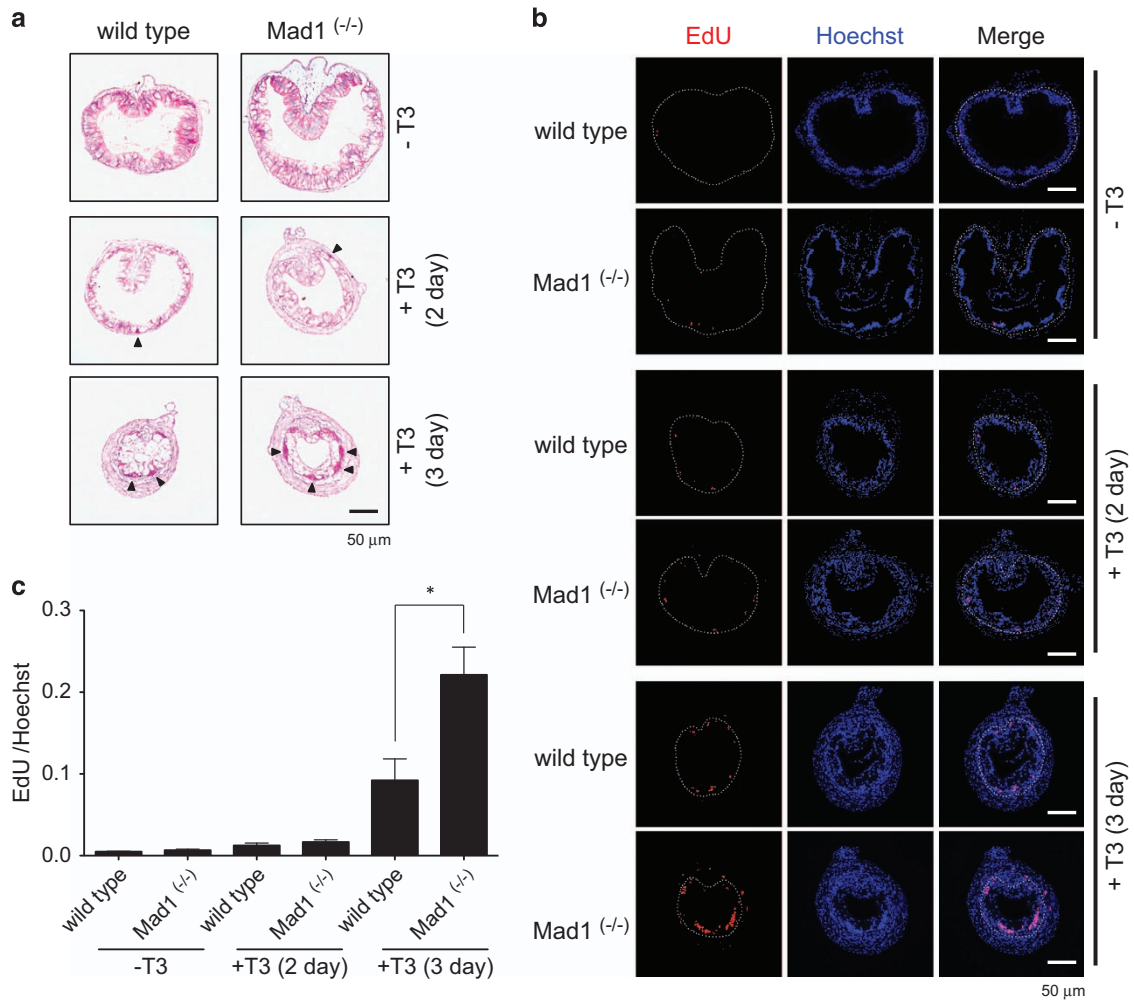 a
wild type Mad1 (-/-)
- T3
+ T3
(2 day)
+ T3
(3 day)
50 μm
b
EdU Hoechst Merge
wild type
Mad1 (-/-)
- T3
wild type
Mad1 (-/-)
+ T3 (2 day)
wild type
Mad1 (-/-)
+ T3 (3 day)
50 μm
c
EdU /Hoechst
0.3
0.2
0.1
0.0
*
wild type Mad1 (-/-) wild type Mad1 (-/-) wild type Mad1 (-/-)
-T3 +T3 (2 day) +T3 (3 day)